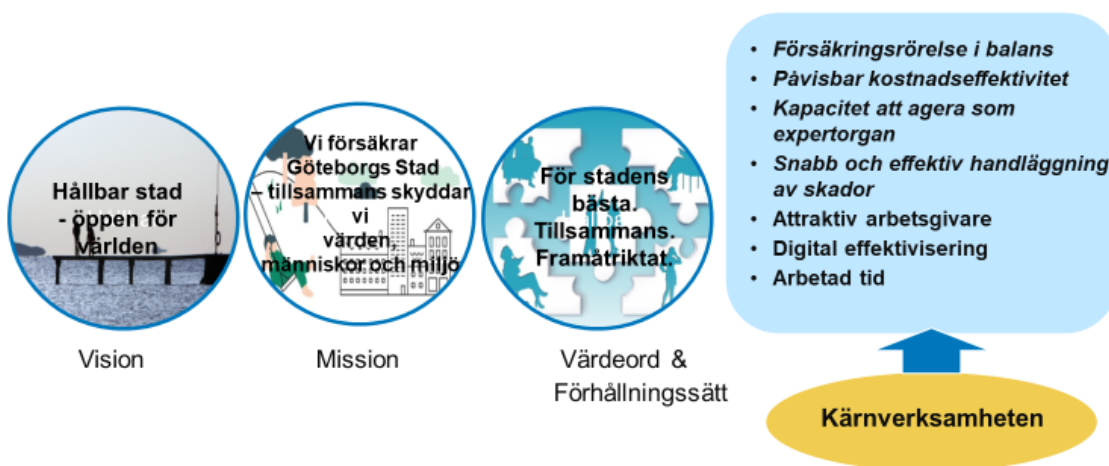 Hållbar stad
- öppen för
världen
Vision
Vi försäkrar
Göteborgs Stad
– tillsammans skyddar
vi
värden,
människor och miljö
Mission
För stadens
bästa.
Tillsammans.
Framåtriktat.
Värdeord &
Förhållningssätt
• Försäkringsrörelse i balans
• Påvisbar kostnadseffektivitet
• Kapacitet att agera som
expertorgan
• Snabb och effektiv handläggning
av skador
• Attraktiv arbetsgivare
• Digital effektivisering
• Arbetad tid
Kärnverksamheten